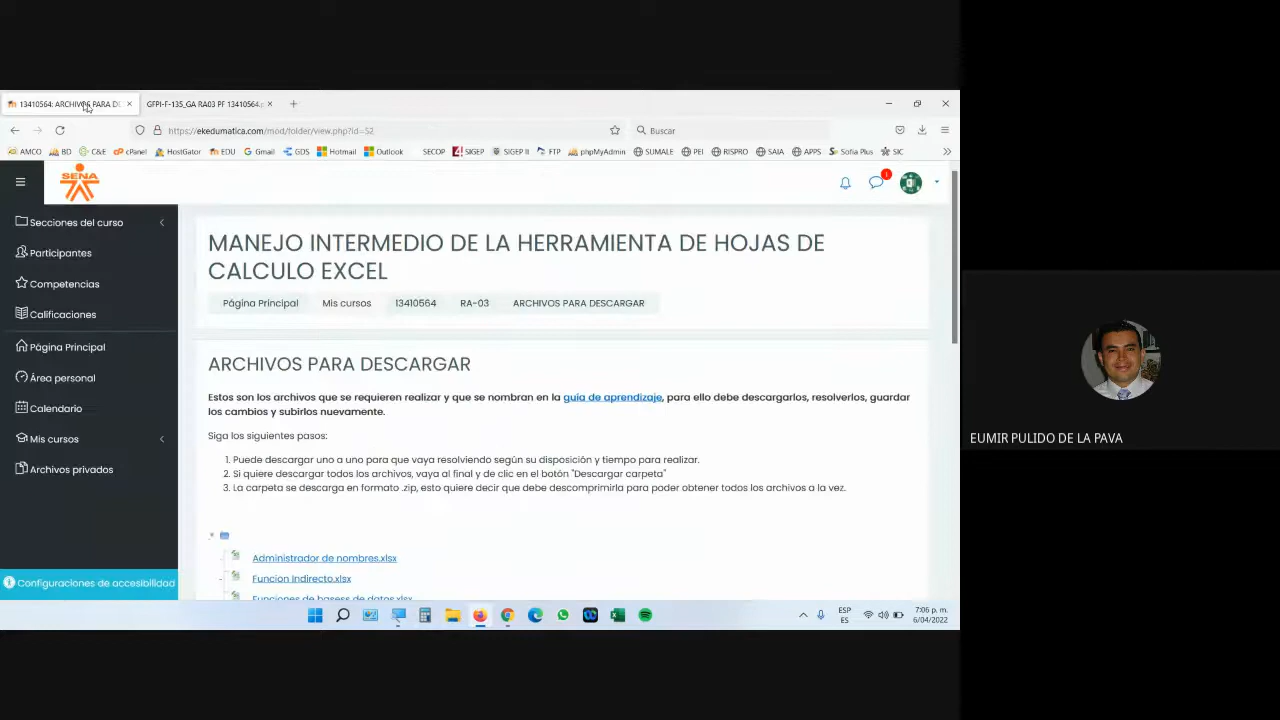 13410564: ARCHIVOS PARA DE
GFPI-F-135_GA RA03 PF 13410564.p
https://ekedumatica.com/mod/folder/view.php?id=52
Buscar
AMCO BD C&E cPanel HostGator EDU Gmail GDS Hotmail Outlook SECOP SIGEP SIGEP II FTP phpMyAdmin SUMALE PEI RISPRO SAIA APPS Sofia Plus SIC
SENA
1
Secciones del curso
Participantes
Competencias
Calificaciones
Página Principal
Área personal
Calendario
Mis cursos
Archivos privados
Configuraciones de accesibilidad
MANEJO INTERMEDIO DE LA HERRAMIENTA DE HOJAS DE
CALCULO EXCEL
Página Principal Mis cursos 13410564 RA-03 ARCHIVOS PARA DESCARGAR
ARCHIVOS PARA DESCARGAR
Estos son los archivos que se requieren realizar y que se nombran en la guía de aprendizaje, para ello debe descargarlos, resolverlos, guardar
los cambios y subirlos nuevamente.
Siga los siguientes pasos:
1. Puede descargar uno a uno para que vaya resolviendo según su disposición y tiempo para realizar.
2. Si quiere descargar todos los archivos, vaya al final y de clic en el botón "Descargar carpeta"
3. La carpeta se descarga en formato .zip, esto quiere decir que debe descomprimirla para poder obtener todos los archivos a la vez.
Administrador de nombres.xlsx
Funcion Indirecto.xlsx
Funciones de basess de datos.xlsx
ESP
ES
7:06 p. m.
6/04/2022
EUMIR PULIDO DE LA PAVA